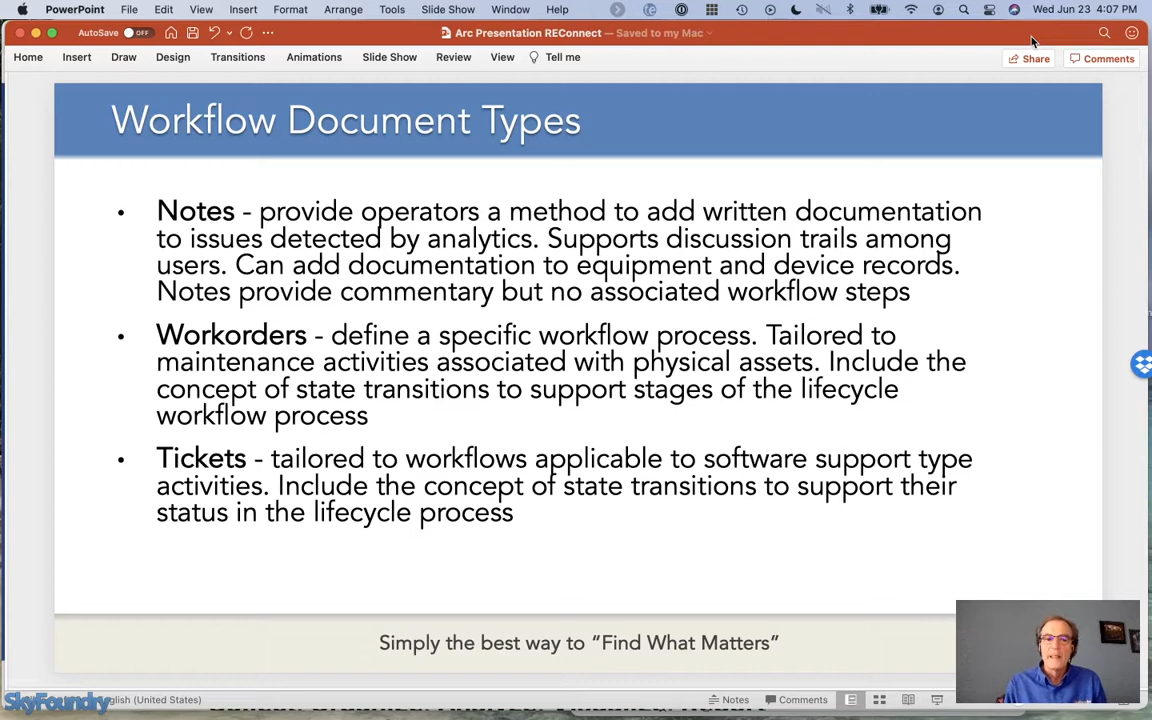 PowerPoint File Edit View Insert Format Arrange Tools Slide Show Window Help Wed Jun 23 4:07 PM
AutoSave OFF Arc Presentation REConnect — Saved to my Mac
Home Insert Draw Design Transitions Animations Slide Show Review View Tell me Share Comments
Workflow Document Types
• Notes - provide operators a method to add written documentation
to issues detected by analytics. Supports discussion trails among
users. Can add documentation to equipment and device records.
Notes provide commentary but no associated workflow steps
• Workorders - define a specific workflow process. Tailored to
maintenance activities associated with physical assets. Include the
concept of state transitions to support stages of the lifecycle
workflow process
• Tickets - tailored to workflows applicable to software support type
activities. Include the concept of state transitions to support their
status in the lifecycle process
Simply the best way to “Find What Matters”
SkyFoundry (United States) Notes Comments